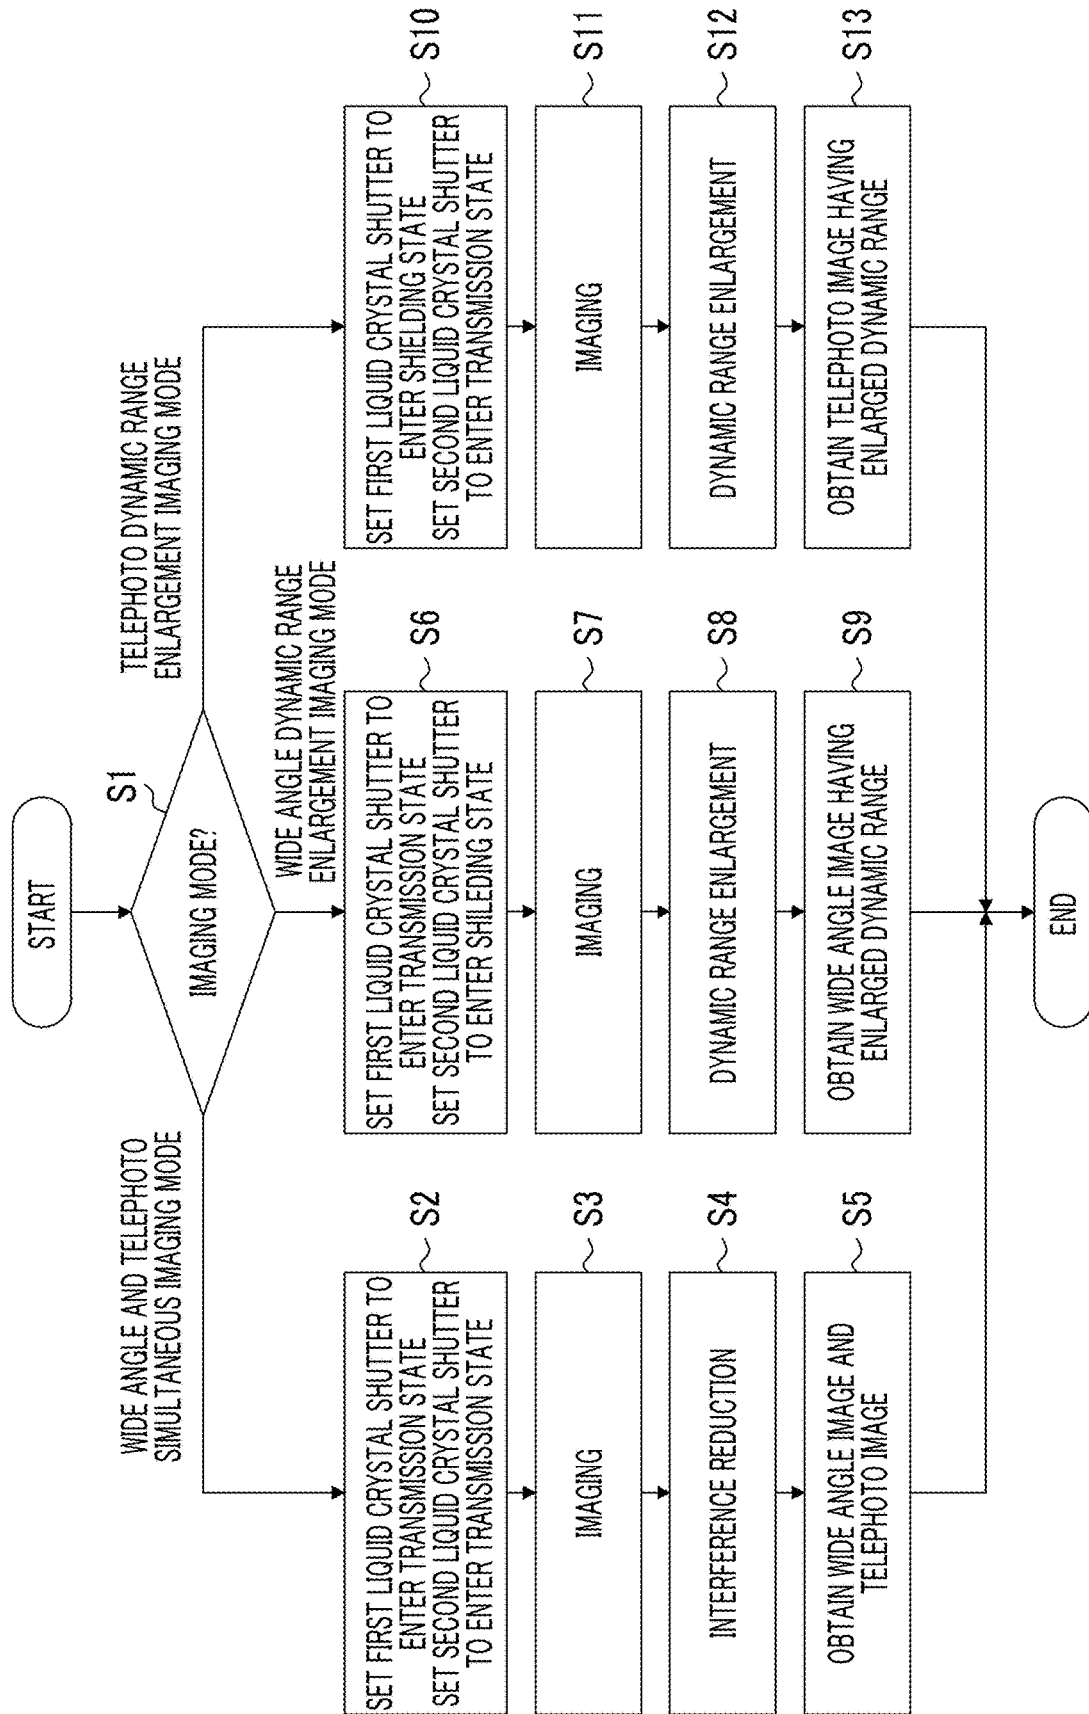 START
S1
IMAGING MODE?
WIDE ANGLE AND TELEPHOTO
SIMULTANEOUS IMAGING MODE
WIDE ANGLE DYNAMIC RANGE
ENLARGEMENT IMAGING MODE
TELEPHOTO DYNAMIC RANGE
ENLARGEMENT IMAGING MODE
S2
SET FIRST LIQUID CRYSTAL SHUTTER TO
ENTER TRANSMISSION STATE
SET SECOND LIQUID CRYSTAL SHUTTER
TO ENTER TRANSMISSION STATE
S3
IMAGING
S4
INTERFERENCE REDUCTION
S5
OBTAIN WIDE ANGLE IMAGE AND
TELEPHOTO IMAGE
S6
SET FIRST LIQUID CRYSTAL SHUTTER TO
ENTER TRANSMISSION STATE
SET SECOND LIQUID CRYSTAL SHUTTER
TO ENTER SHILEDING STATE
S7
IMAGING
S8
DYNAMIC RANGE ENLARGEMENT
S9
OBTAIN WIDE ANGLE IMAGE HAVING
ENLARGED DYNAMIC RANGE
S10
SET FIRST LIQUID CRYSTAL SHUTTER TO
ENTER SHIELDING STATE
SET SECOND LIQUID CRYSTAL SHUTTER
TO ENTER TRANSMISSION STATE
S11
IMAGING
S12
DYNAMIC RANGE ENLARGEMENT
S13
OBTAIN TELEPHOTO IMAGE HAVING
ENLARGED DYNAMIC RANGE
END